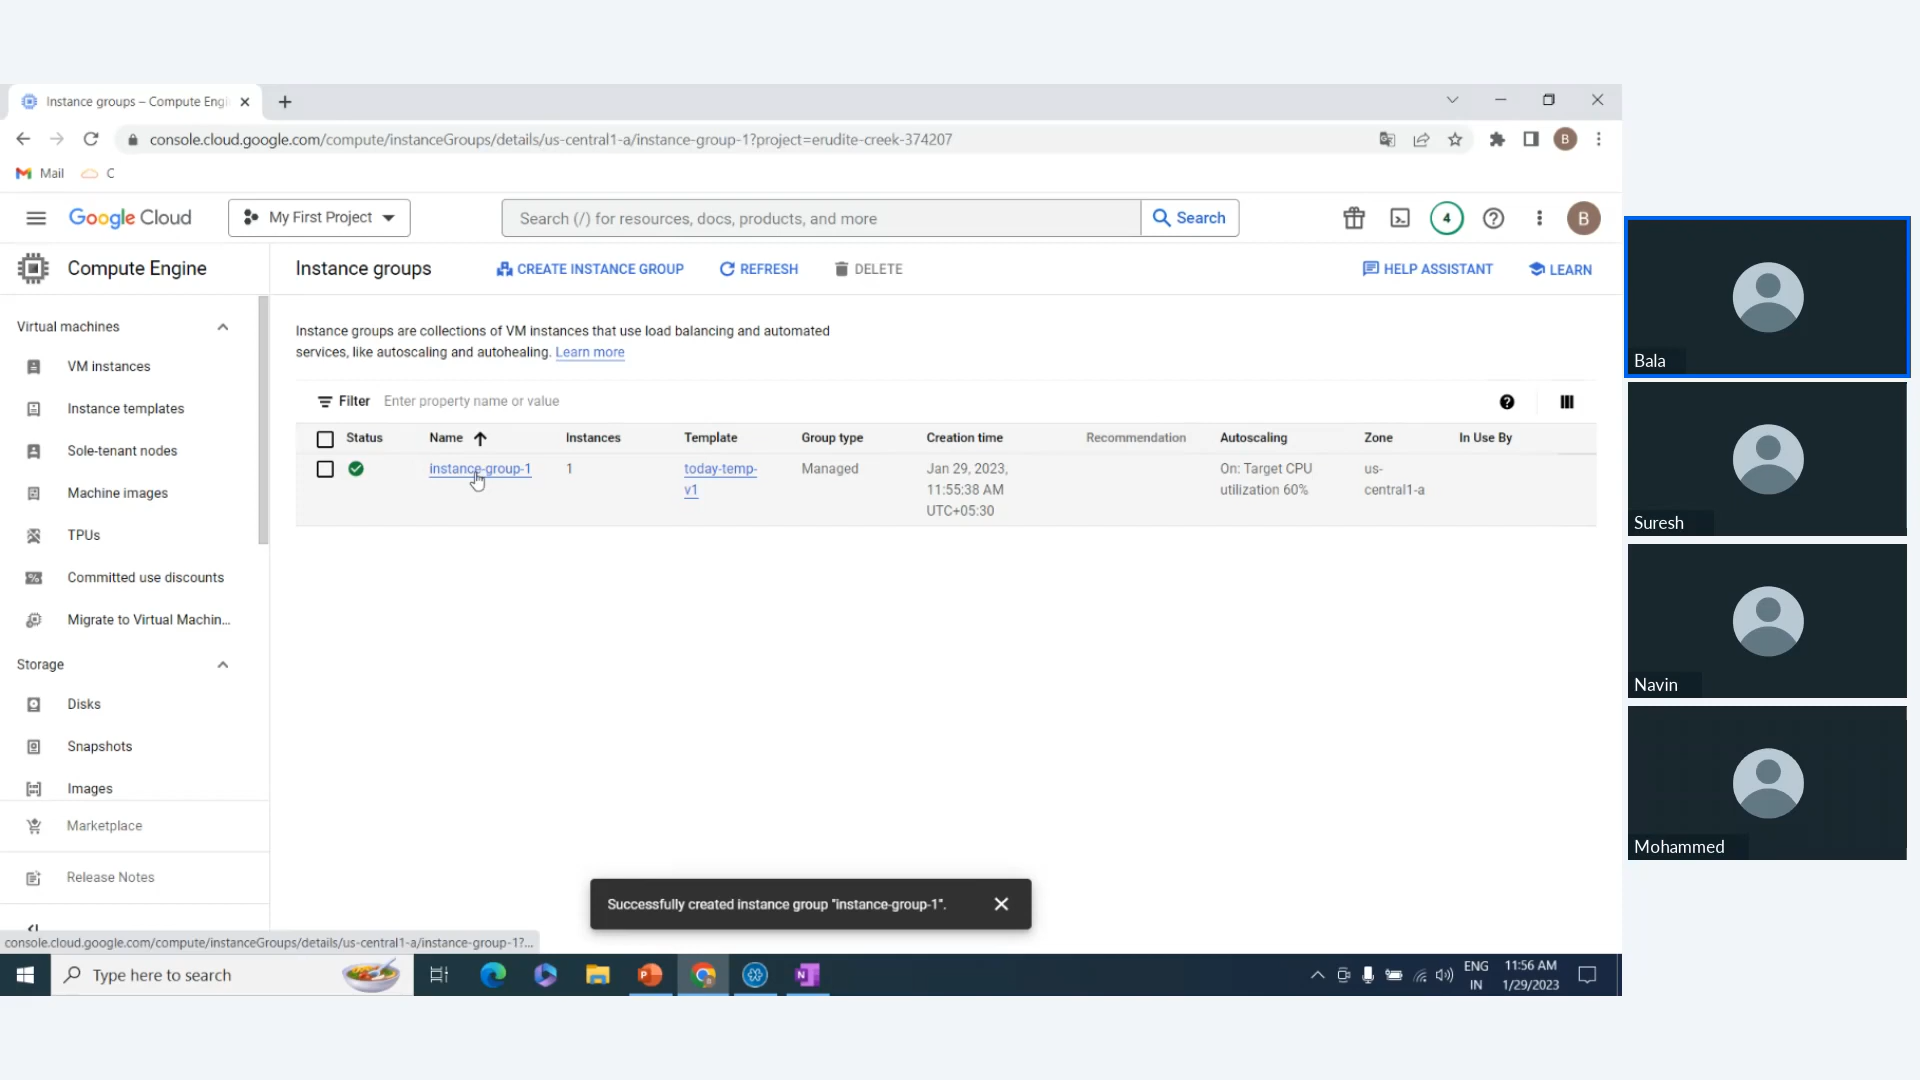 Instance groups – Compute Engi
console.cloud.google.com/compute/instanceGroups/details/us-central1-a/instance-group-1?project=erudite-creek-374207
B
Mail
C
Google Cloud
My First Project
Search (/) for resources, docs, products, and more
Search
4
B
Compute Engine
Instance groups
CREATE INSTANCE GROUP
REFRESH
DELETE
HELP ASSISTANT
LEARN
Virtual machines
VM instances
Instance templates
Sole-tenant nodes
Machine images
TPUs
Committed use discounts
Migrate to Virtual Machin...
Storage
Disks
Snapshots
Images
Marketplace
Release Notes
Instance groups are collections of VM instances that use load balancing and automated
services, like autoscaling and autohealing. Learn more
Filter Enter property name or value
Status Name Instances Template Group type Creation time Recommendation Autoscaling Zone In Use By
instance-group-1 1 today-temp- Managed Jan 29, 2023, On: Target CPU us-
v1 11:55:38 AM utilization 60% central1-a
UTC+05:30
Successfully created instance group "instance-group-1".
console.cloud.google.com/compute/instanceGroups/details/us-central1-a/instance-group-1?...
Type here to search
ENG
IN
11:56 AM
1/29/2023
Bala
Suresh
Navin
Mohammed